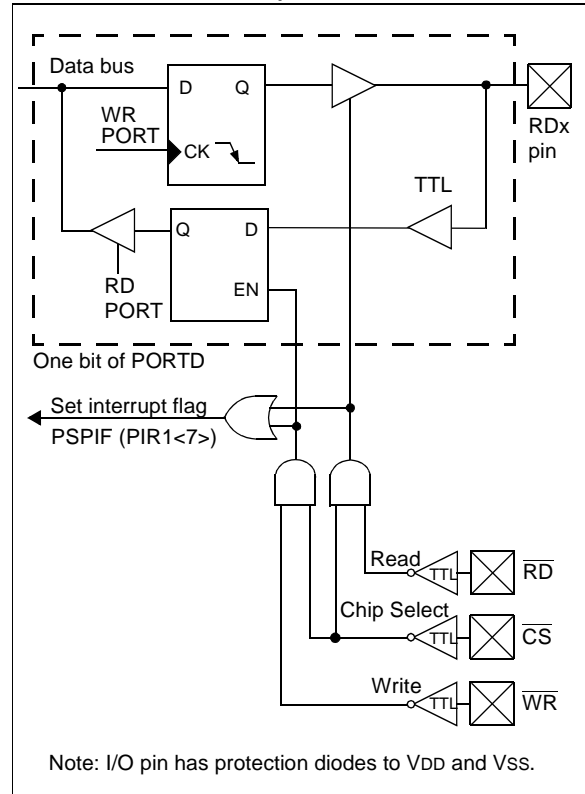 Data bus
D Q
WR
PORT
CK
RDx
pin
TTL
Q D
RD
PORT
EN
One bit of PORTD
Set interrupt flag
PSPIF (PIR1<7>)
Read
TTL
RD
Chip Select
TTL
CS
Write
TTL
WR
Note: I/O pin has protection diodes to VDD and VSS.